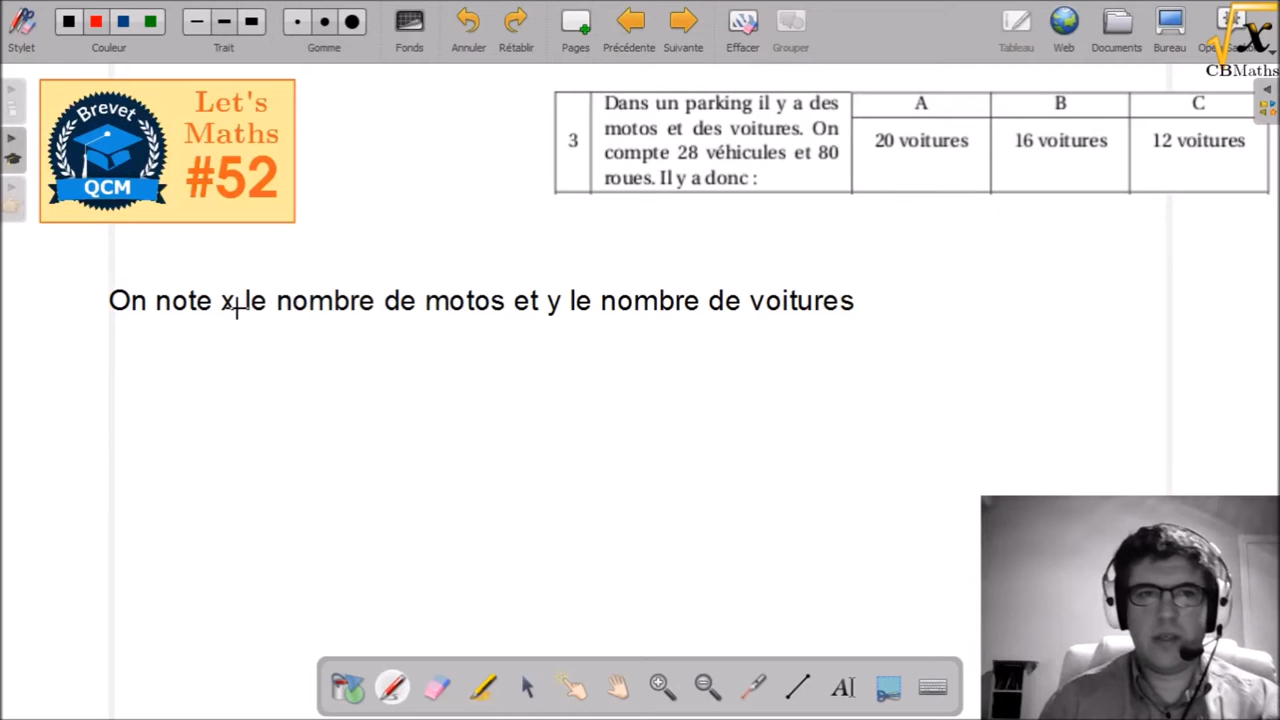 Stylet
Couleur
Trait
Gomme
Fonds
Annuler
Rétablir
Pages
Précédente
Suivante
Effacer
Grouper
Tableau
Web
Documents
Bureau
CBMaths
Brevet
QCM
Let's
Maths
#52
3
Dans un parking il y a des
motos et des voitures. On
compte 28 véhicules et 80
roues. Il y a donc :
A
B
C
20 voitures
16 voitures
12 voitures
On note x le nombre de motos et y le nombre de voitures